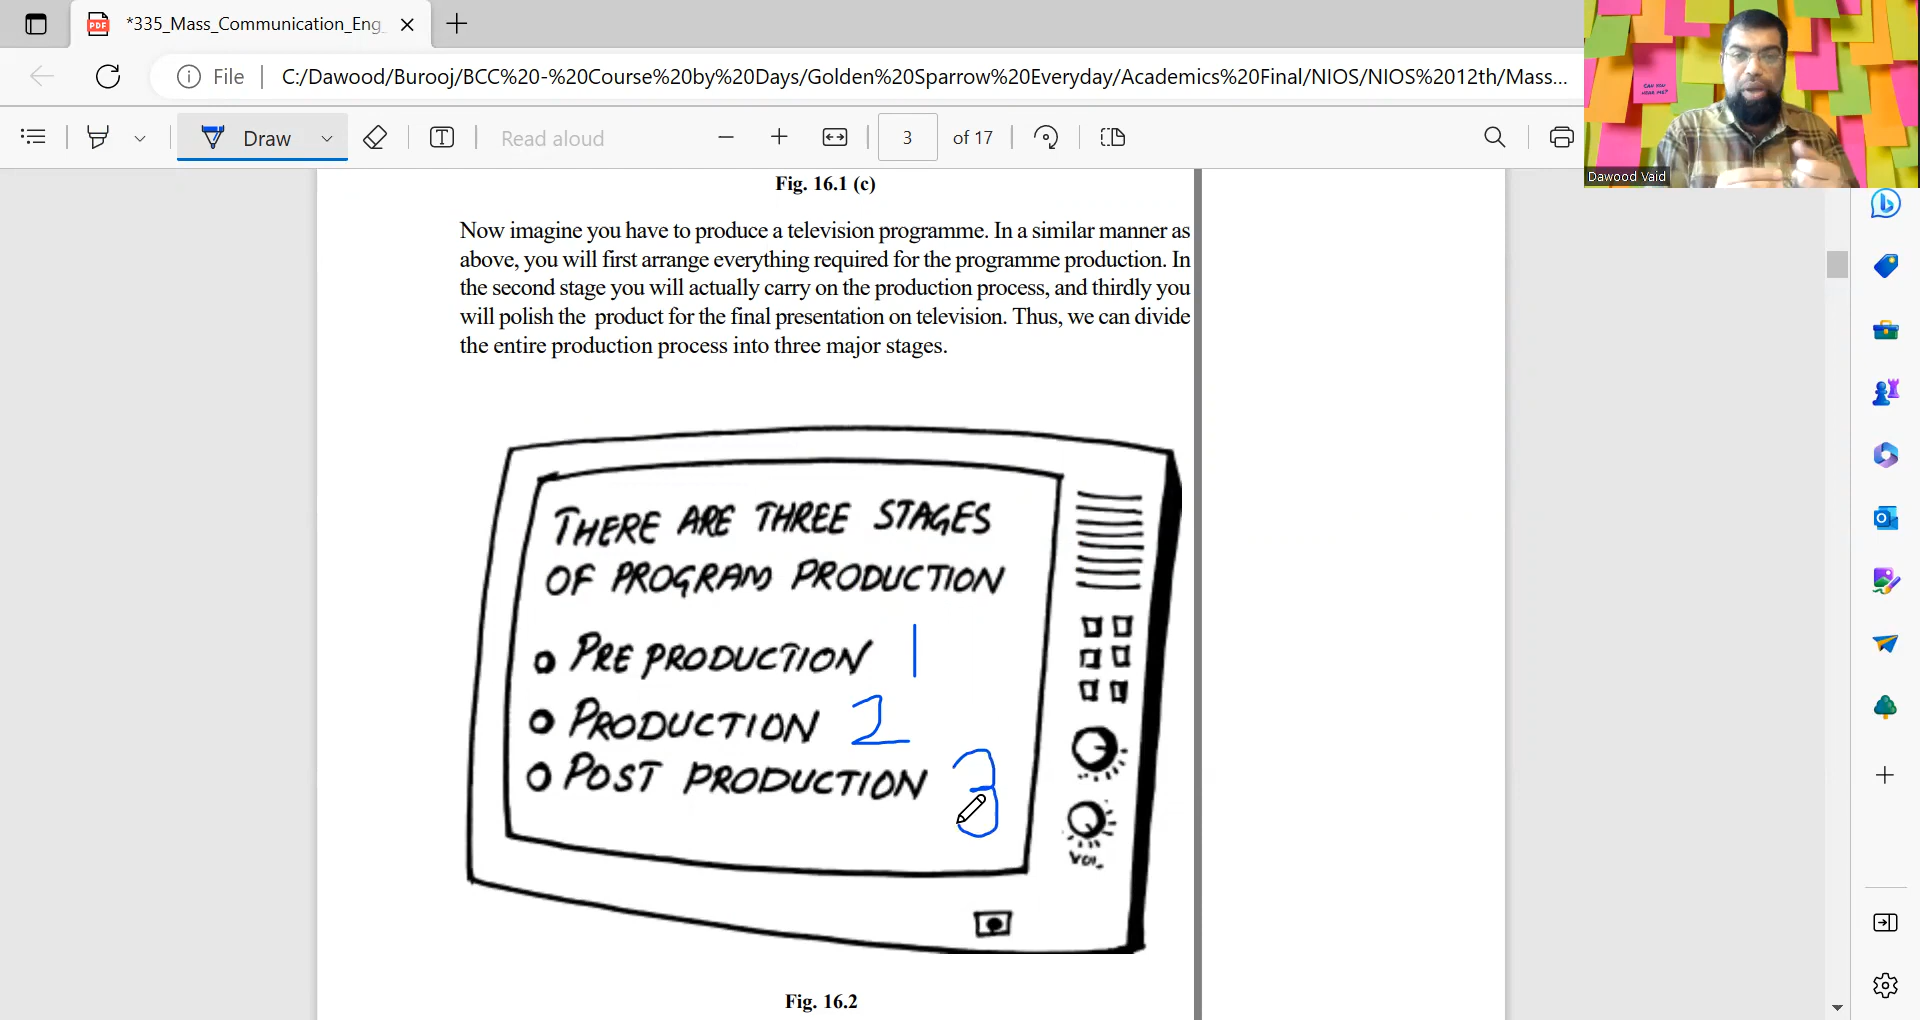 *335_Mass_Communication_Eng
File
C:/Dawood/Burooj/BCC%20-%20Course%20by%20Days/Golden%20Sparrow%20Everyday/Academics%20Final/NIOS/NIOS%2012th/Mass...
Draw
Read aloud
3 of 17
CAN YOU
HEAR ME?
Dawood Vaid
Fig. 16.1 (c)
Now imagine you have to produce a television programme. In a similar manner as
above, you will first arrange everything required for the programme production. In
the second stage you will actually carry on the production process, and thirdly you
will polish the product for the final presentation on television. Thus, we can divide
the entire production process into three major stages.
THERE ARE THREE STAGES
OF PROGRAM PRODUCTION
PRE PRODUCTION 1
PRODUCTION 2
POST PRODUCTION 3
VOL.
Fig. 16.2